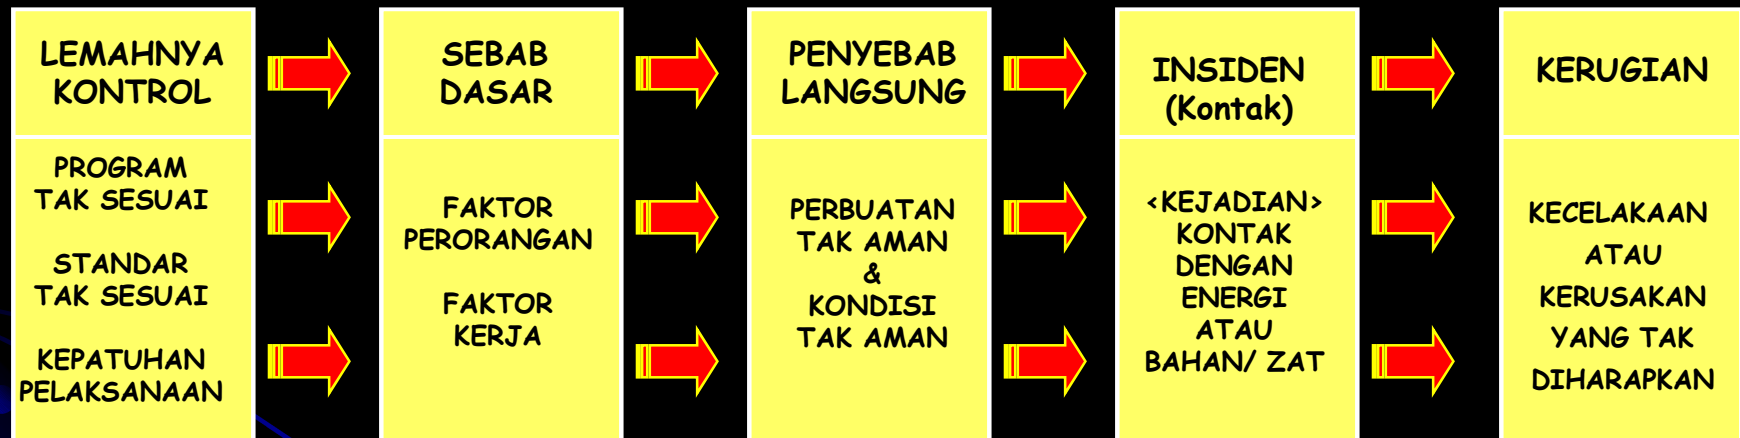 LEMAHNYA
KONTROL
PROGRAM
TAK SESUAI
STANDAR
TAK SESUAI
KEPATUHAN
PELAKSANAAN
SEBAB
DASAR
FAKTOR
PERORANGAN
FAKTOR
KERJA
PENYEBAB
LANGSUNG
PERBUATAN
TAK AMAN
&
KONDISI
TAK AMAN
INSIDEN
(Kontak)
<KEJADIAN>
KONTAK
DENGAN
ENERGI
ATAU
BAHAN/ ZAT
KERUGIAN
KECELAKAAN
ATAU
KERUSAKAN
YANG TAK
DIHARAPKAN